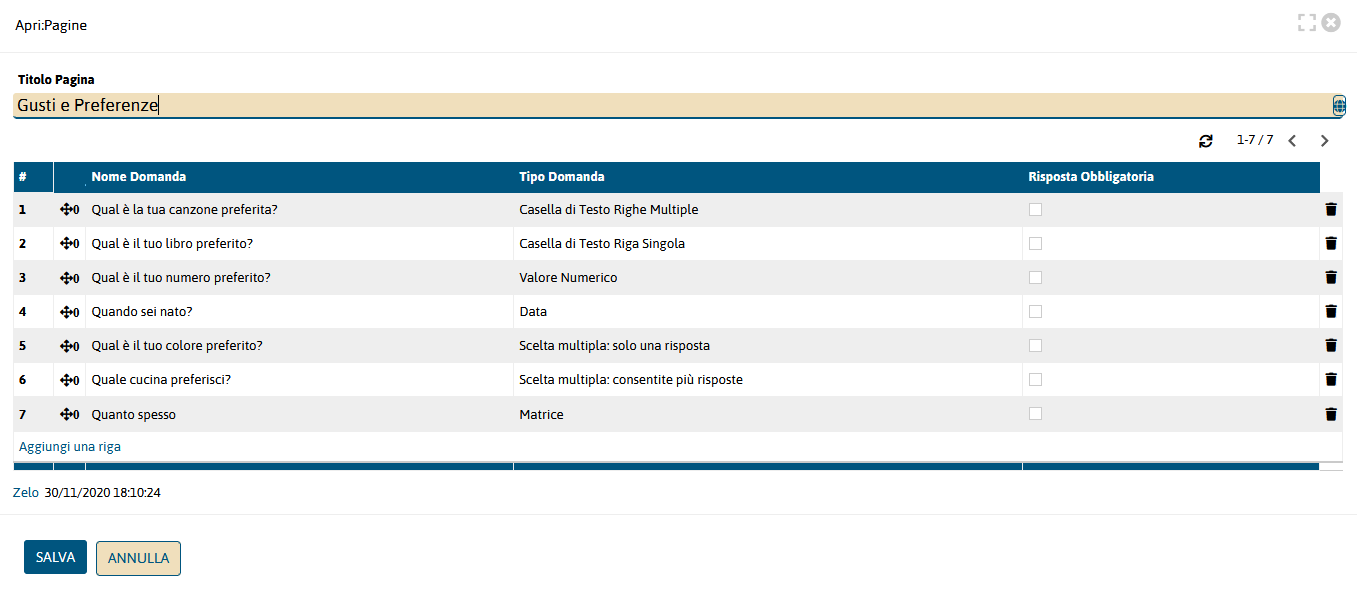 Apri:Pagine
Titolo Pagina
Gusti e Preferenze
1-7 / 7
# Nome Domanda Tipo Domanda Risposta Obbligatoria
1 0 Qual è la tua canzone preferita? Casella di Testo Righe Multiple
2 0 Qual è il tuo libro preferito? Casella di Testo Riga Singola
3 0 Qual è il tuo numero preferito? Valore Numerico
4 0 Quando sei nato? Data
5 0 Qual è il tuo colore preferito? Scelta multipla: solo una risposta
6 0 Quale cucina preferisci? Scelta multipla: consentite più risposte
7 0 Quanto spesso Matrice
Aggiungi una riga
Zelo 30/11/2020 18:10:24
SALVA ANNULLA